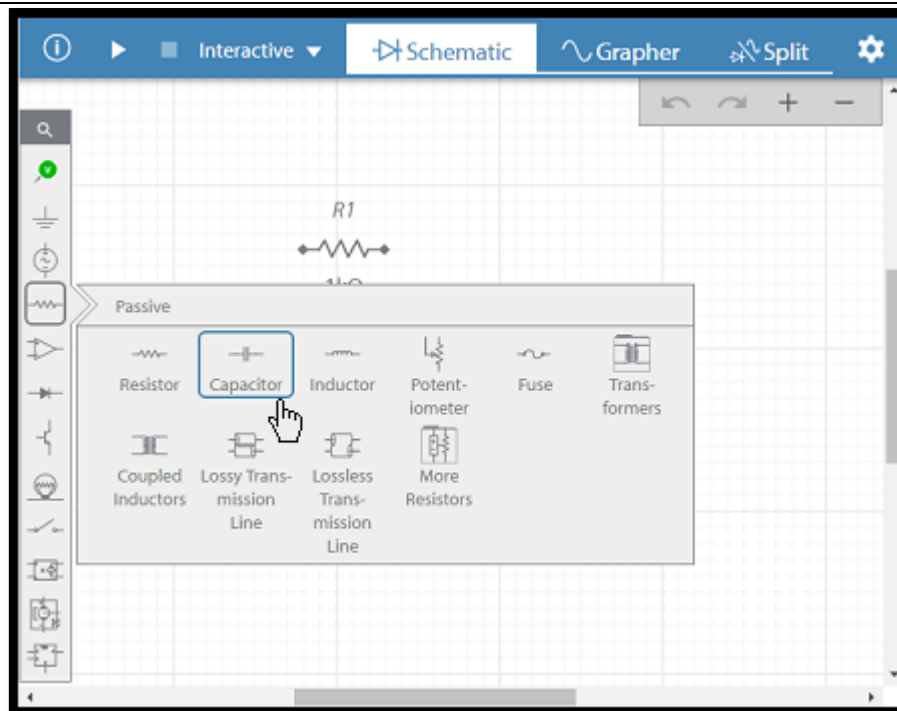 Interactive Schematic Grapher Split
R1
1kΩ
Passive
Resistor Capacitor Inductor Potent-
iometer Fuse Trans-
formers
Coupled
Inductors Lossy Trans-
mission
Line Lossless
Trans-
mission
Line More
Resistors